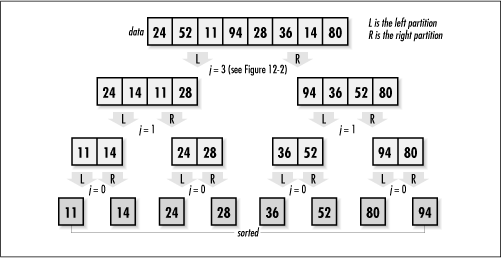 data 24 52 11 94 28 36 14 80
L is the left partition
R is the right partition
L R
j = 3 (see Figure 12-2)
24 14 11 28 94 36 52 80
L R L R
j = 1 j = 1
11 14 24 28 36 52 94 80
L R L R L R L R
j = 0 j = 0 j = 0 j = 0
11 14 24 28 36 52 80 94
sorted